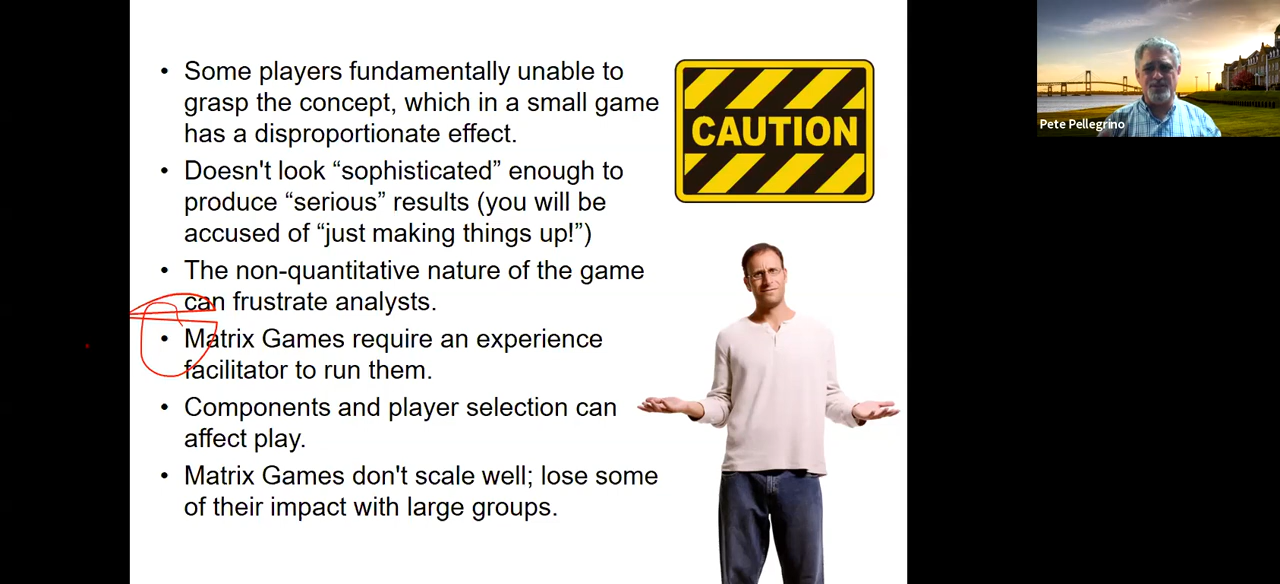 • Some players fundamentally unable to
grasp the concept, which in a small game
has a disproportionate effect.
• Doesn't look “sophisticated” enough to
produce “serious” results (you will be
accused of “just making things up!”)
• The non-quantitative nature of the game
can frustrate analysts.
• Matrix Games require an experience
facilitator to run them.
• Components and player selection can
affect play.
• Matrix Games don't scale well; lose some
of their impact with large groups.
CAUTION
Pete Pellegrino